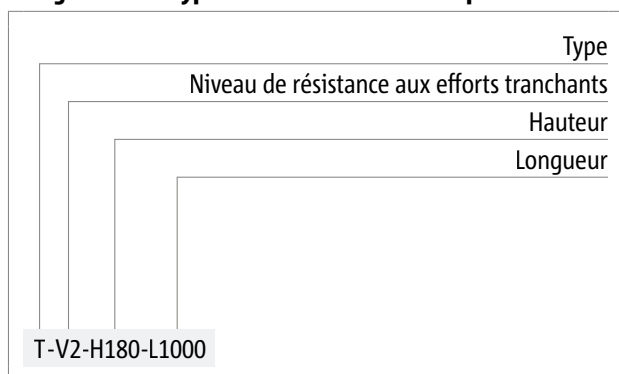 Type
Niveau de résistance aux efforts tranchants
Hauteur
Longueur
T-V2-H180-L1000